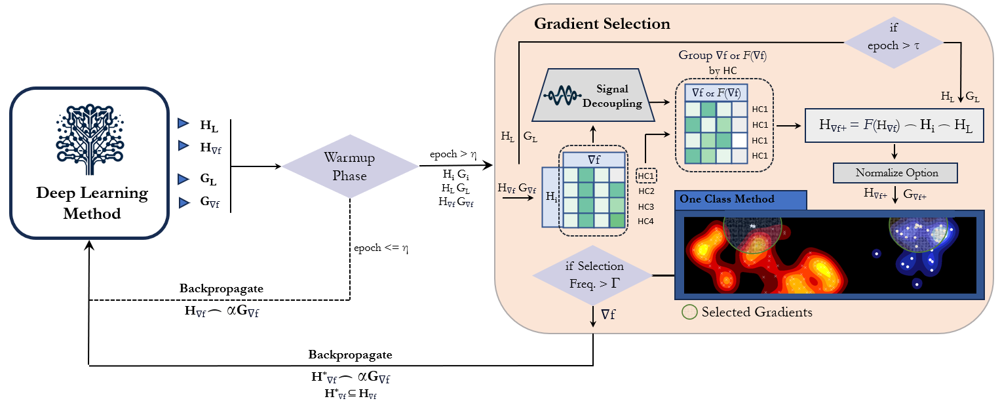 Deep Learning
Method
H_L
H_∇f
G_L
G_∇f
Warmup
Phase
epoch > η
H_i G_i
H_L G_L
H_∇f G_∇f
epoch <= η
Backpropagate
H_∇f ⌢ αG_∇f
Backpropagate
H*_∇f ⌢ αG_∇f
H*_∇f ⊆ H_∇f
Gradient Selection
if
epoch > τ
H_L G_L
H_∇f G_∇f
Signal
Decoupling
∇f
H_i
HC1
HC2
HC3
HC4
Group ∇f or F(∇f)
by HC
∇f or F(∇f)
HC1
HC1
HC1
HC1
H_L G_L
H_∇f+ = F(H_∇f) ⌢ H_i ⌢ H_L
Normalize Option
H_∇f+ G_∇f+
One Class Method
Selected Gradients
if Selection
Freq. > Γ
∇f